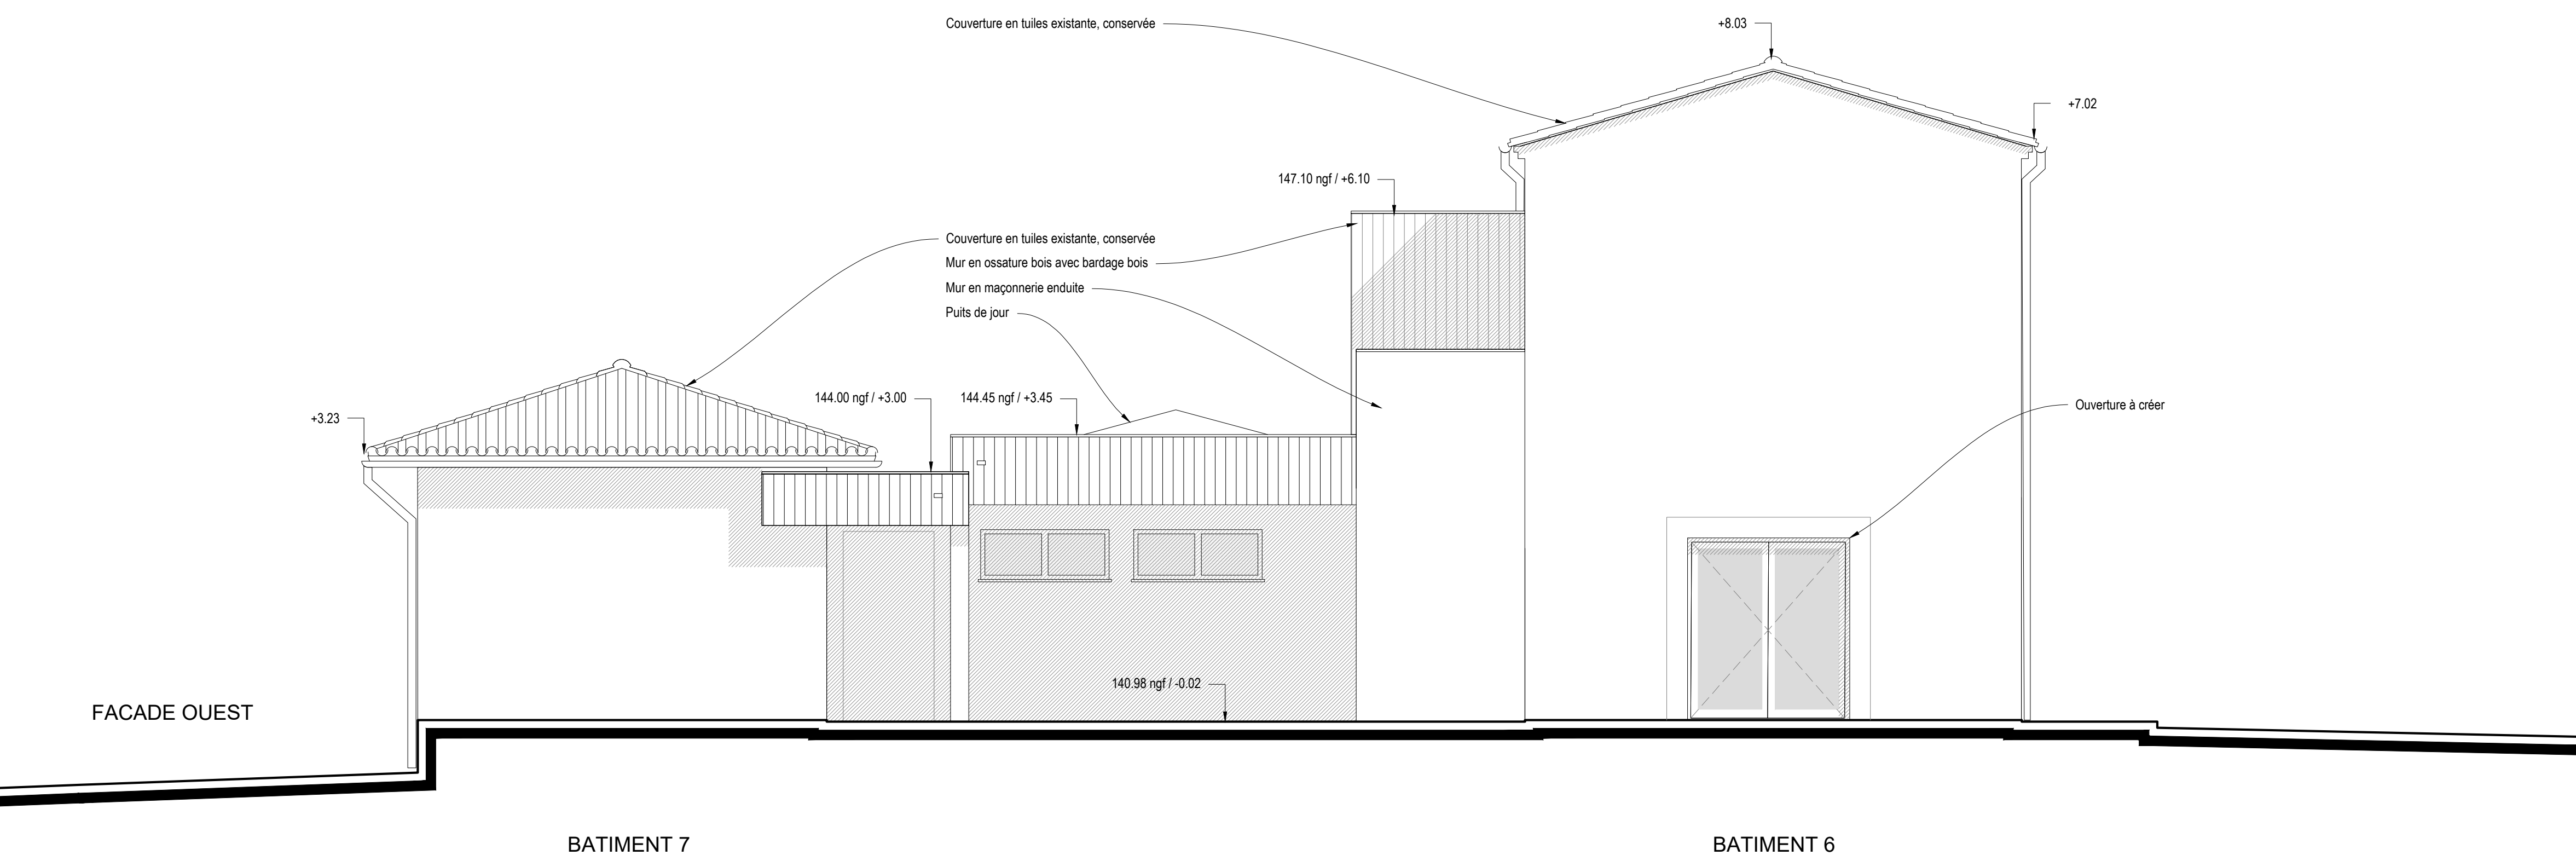 Couverture en tuiles existante, conservée
+8.03
+7.02
147.10 ngf / +6.10
Couverture en tuiles existante, conservée
Mur en ossature bois avec bardage bois
Mur en maçonnerie enduite
Puits de jour
144.00 ngf / +3.00
144.45 ngf / +3.45
+3.23
Ouverture à créer
140.98 ngf / -0.02
FACADE OUEST
BATIMENT 7
BATIMENT 6